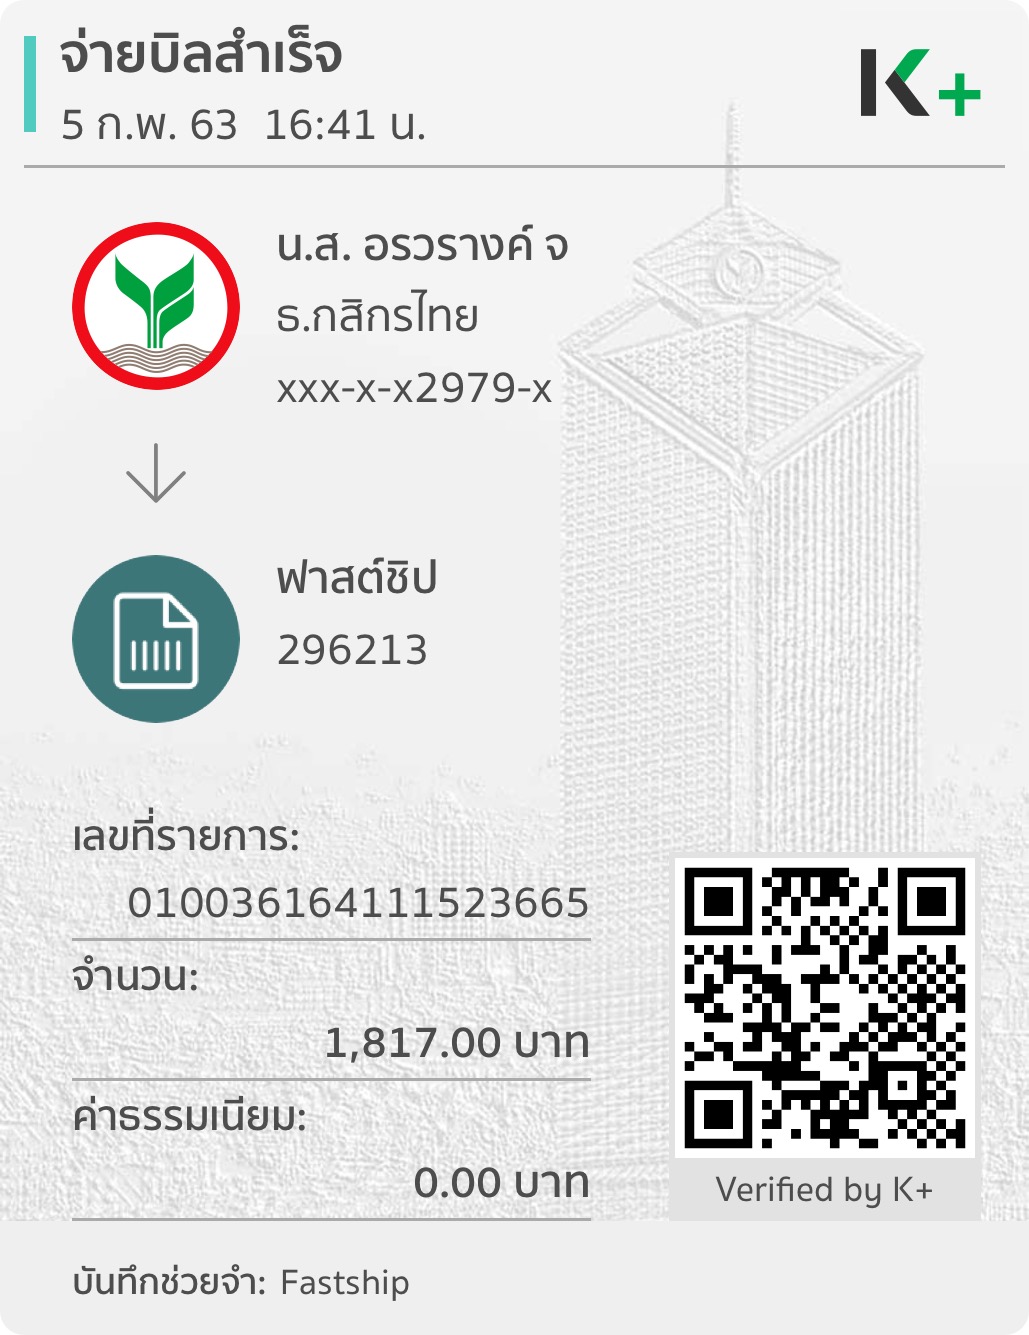 จ่ายบิลสำเร็จ
5 ก.พ. 63 16:41 น.
K+
น.ส. อรวรางค์ จ
ธ.กสิกรไทย
xxx-x-x2979-x
ฟาสต์ชิป
296213
เลขที่รายการ:
010036164111523665
จำนวน:
1,817.00 บาท
ค่าธรรมเนียม:
0.00 บาท
Verified by K+
บันทึกช่วยจำ: Fastship